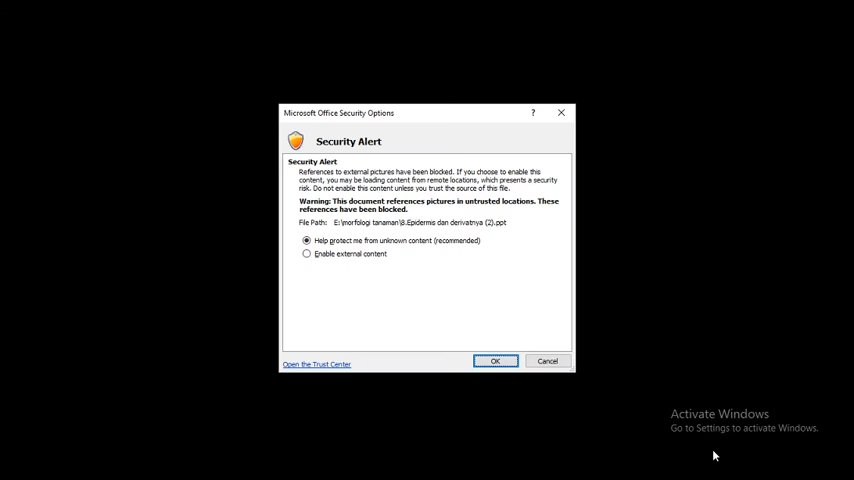 Microsoft Office Security Options
?
Security Alert
Security Alert
References to external pictures have been blocked. If you choose to enable this
content, you may be loading content from remote locations, which presents a security
risk. Do not enable this content unless you trust the source of this file.
Warning: This document references pictures in untrusted locations. These
references have been blocked.
File Path: E:\morfologi tanaman\8.Epidermis dan derivatnya (2).ppt
Help protect me from unknown content (recommended)
Enable external content
Open the Trust Center
OK
Cancel
Activate Windows
Go to Settings to activate Windows.